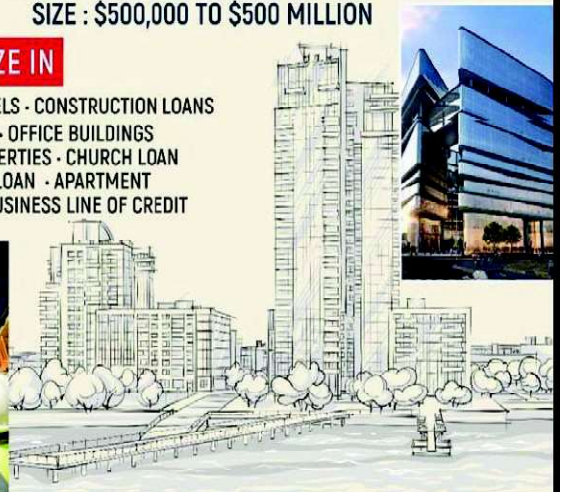 SIZE : $500,000 TO $500 MILLION
ZE IN
ELS · CONSTRUCTION LOANS
· OFFICE BUILDINGS
ERTIES · CHURCH LOAN
LOAN · APARTMENT
USINESS LINE OF CREDIT